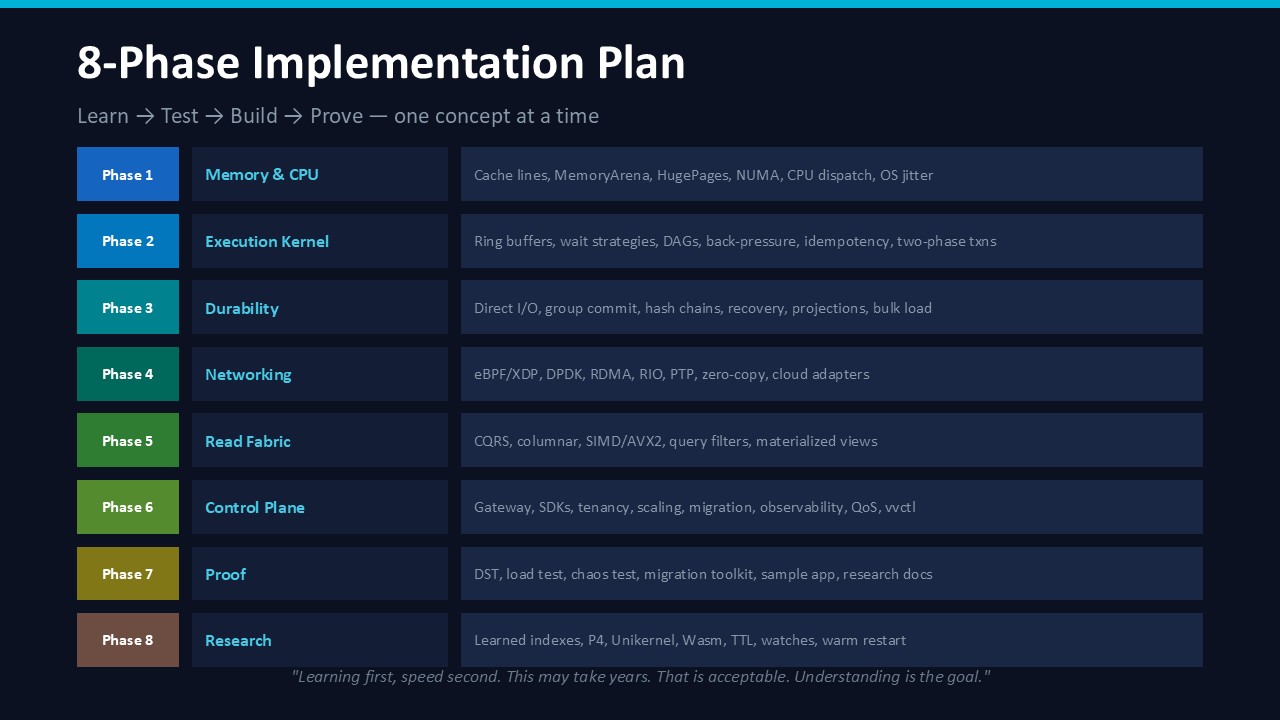 8-Phase Implementation Plan
Learn → Test → Build → Prove — one concept at a time
Phase 1 Memory & CPU Cache lines, MemoryArena, HugePages, NUMA, CPU dispatch, OS jitter
Phase 2 Execution Kernel Ring buffers, wait strategies, DAGs, back-pressure, idempotency, two-phase txns
Phase 3 Durability Direct I/O, group commit, hash chains, recovery, projections, bulk load
Phase 4 Networking eBPF/XDP, DPDK, RDMA, RIO, PTP, zero-copy, cloud adapters
Phase 5 Read Fabric CQRS, columnar, SIMD/AVX2, query filters, materialized views
Phase 6 Control Plane Gateway, SDKs, tenancy, scaling, migration, observability, QoS, vvctl
Phase 7 Proof DST, load test, chaos test, migration toolkit, sample app, research docs
Phase 8 Research Learned indexes, P4, Unikernel, Wasm, TTL, watches, warm restart
"Learning first, speed second. This may take years. That is acceptable. Understanding is the goal."